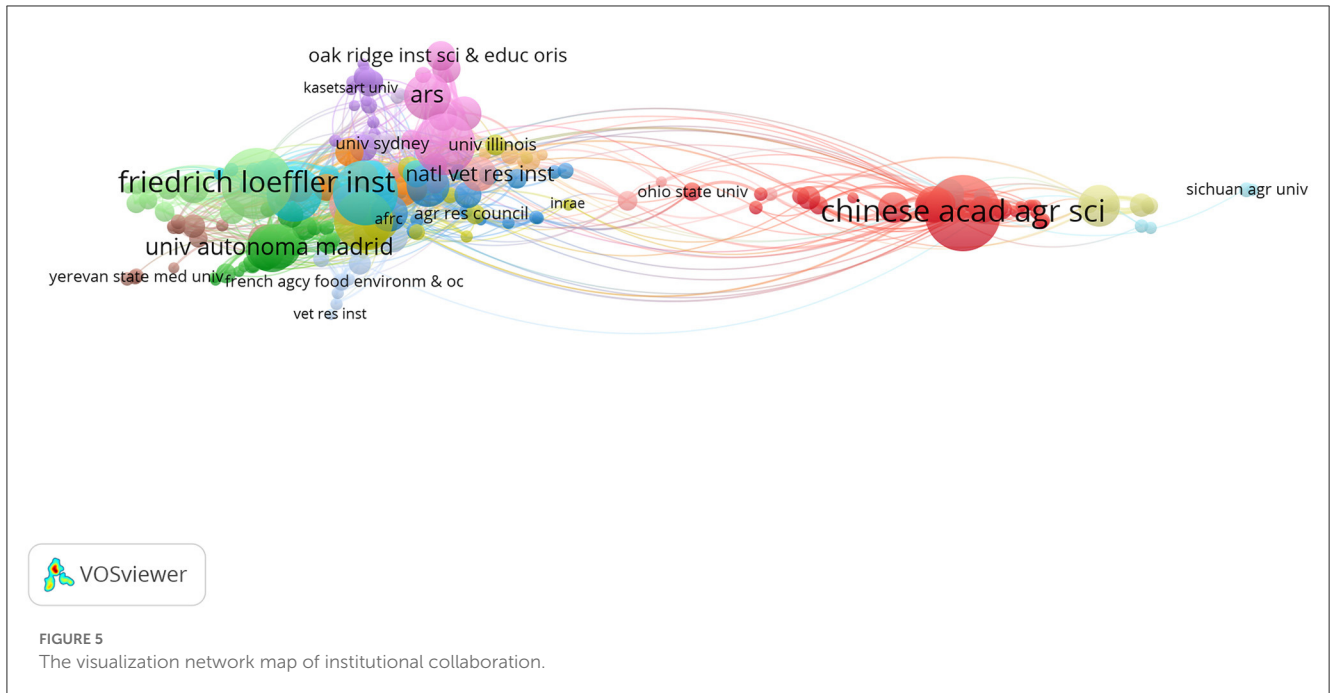 oak ridge inst sci & educ oris
kasetsart univ
ars
univ sydney
univ illinois
friedrich loeffler inst
natl vet res inst
ohio state univ
sichuan agr univ
inrae
chinese acad agr sci
afrc
agr res council
univ autonoma madrid
yerevan state med univ
french agcy food environm & oc
vet res inst
VOSviewer
FIGURE 5
The visualization network map of institutional collaboration.